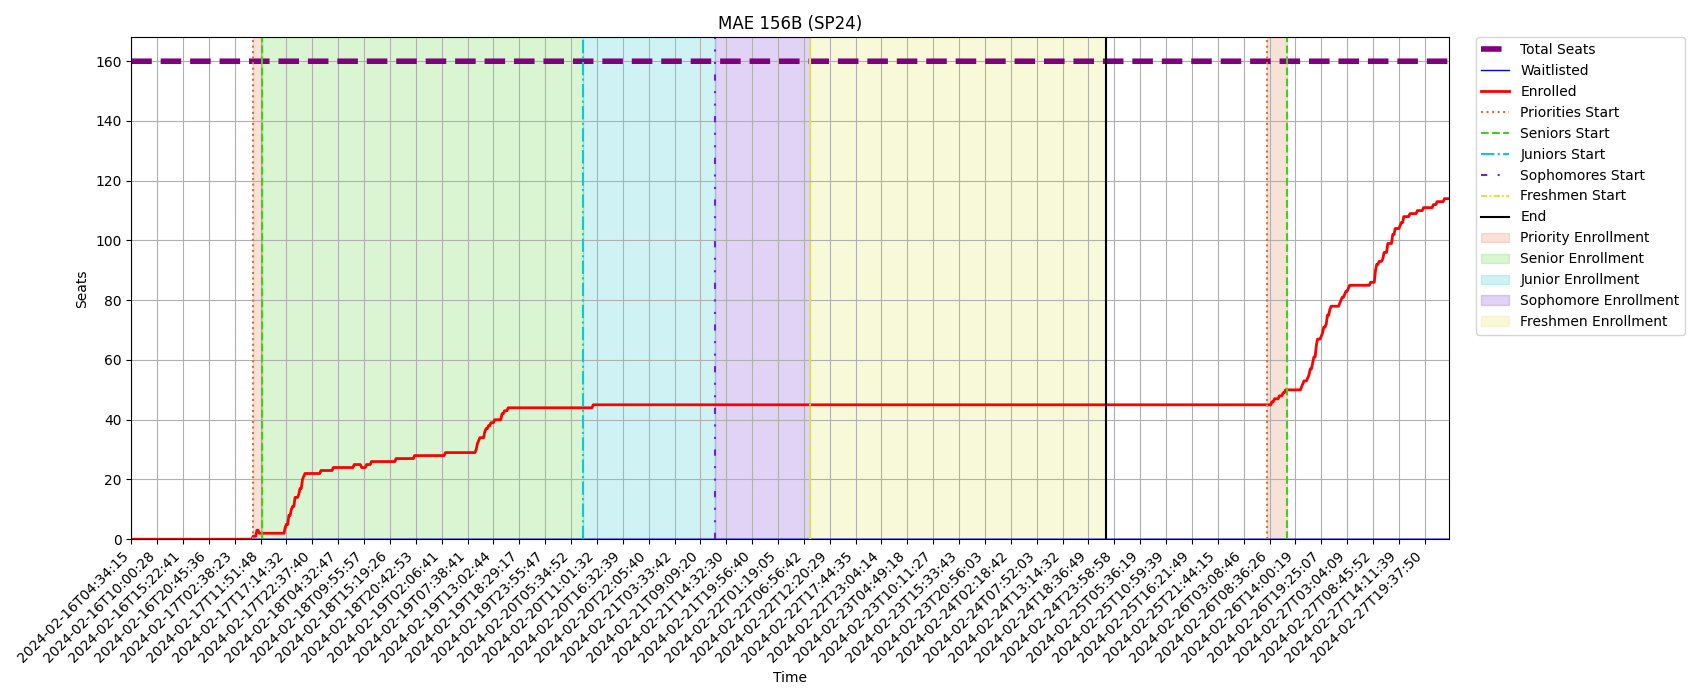 MAE 156B (SP24)
Seats
160
140
120
100
80
60
40
20
0
2024-02-16T04:34:15
2024-02-16T10:00:28
2024-02-16T15:22:41
2024-02-16T20:45:36
2024-02-17T02:38:23
2024-02-17T11:51:48
2024-02-17T17:14:32
2024-02-17T22:37:40
2024-02-18T04:32:47
2024-02-18T09:55:57
2024-02-18T15:19:26
2024-02-18T20:42:53
2024-02-19T02:06:41
2024-02-19T07:38:41
2024-02-19T13:02:44
2024-02-19T18:29:17
2024-02-19T23:55:47
2024-02-20T05:34:52
2024-02-20T11:01:32
2024-02-20T16:32:39
2024-02-20T22:05:40
2024-02-21T03:33:42
2024-02-21T09:09:20
2024-02-21T14:32:30
2024-02-21T19:56:40
2024-02-22T01:19:05
2024-02-22T06:56:42
2024-02-22T12:20:29
2024-02-22T17:44:35
2024-02-22T23:04:14
2024-02-23T04:49:18
2024-02-23T10:11:27
2024-02-23T15:33:43
2024-02-23T20:56:03
2024-02-24T02:18:42
2024-02-24T07:52:03
2024-02-24T13:14:32
2024-02-24T18:36:49
2024-02-24T23:58:58
2024-02-25T05:36:19
2024-02-25T10:59:39
2024-02-25T16:21:49
2024-02-25T21:44:15
2024-02-26T03:08:46
2024-02-26T08:36:26
2024-02-26T14:00:19
2024-02-26T19:25:07
2024-02-27T03:04:09
2024-02-27T08:45:52
2024-02-27T14:11:39
2024-02-27T19:37:50
Time
Total Seats
Waitlisted
Enrolled
Priorities Start
Seniors Start
Juniors Start
Sophomores Start
Freshmen Start
End
Priority Enrollment
Senior Enrollment
Junior Enrollment
Sophomore Enrollment
Freshmen Enrollment